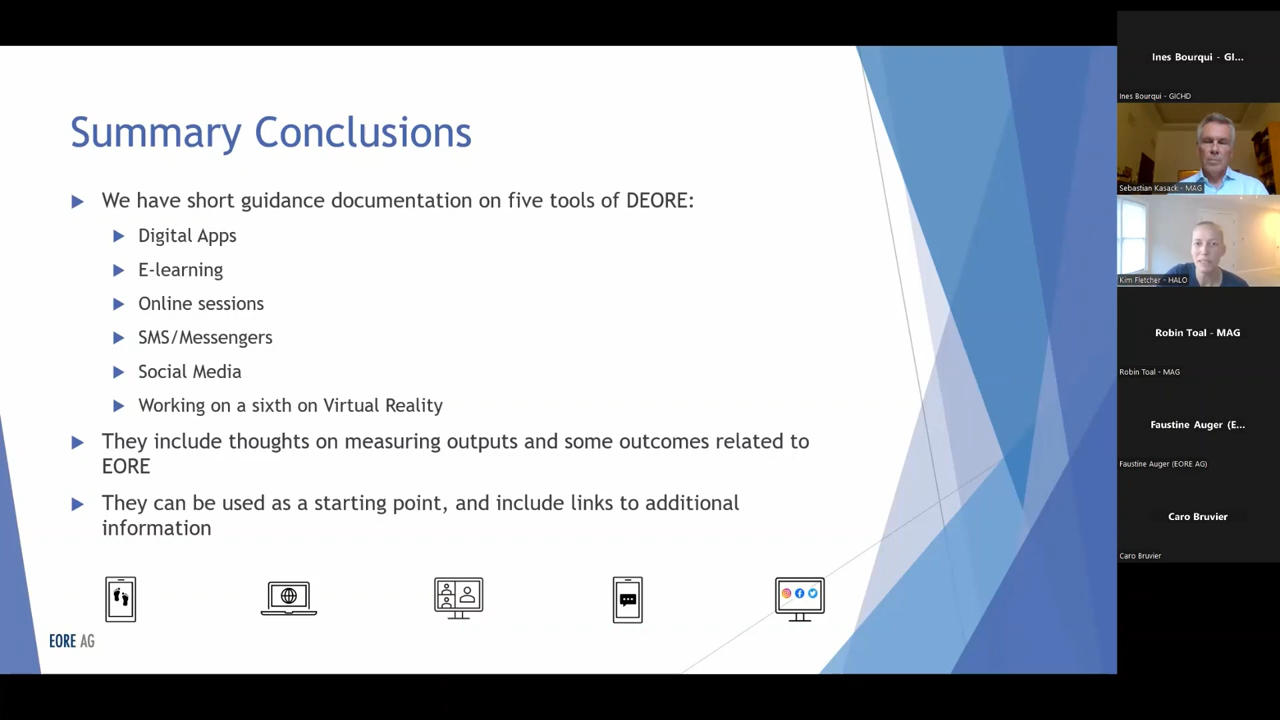 Summary Conclusions
We have short guidance documentation on five tools of DEORE:
Digital Apps
E-learning
Online sessions
SMS/Messengers
Social Media
Working on a sixth on Virtual Reality
They include thoughts on measuring outputs and some outcomes related to
EORE
They can be used as a starting point, and include links to additional
information
EORE AG
Ines Bourqui - GI...
Ines Bourqui - GICHD
Sebastian Kasack - MAG
Kim Fletcher - HALO
Robin Toal - MAG
Robin Toal - MAG
Faustine Auger (E...
Faustine Auger (EORE AG)
Caro Bruvier
Caro Bruvier